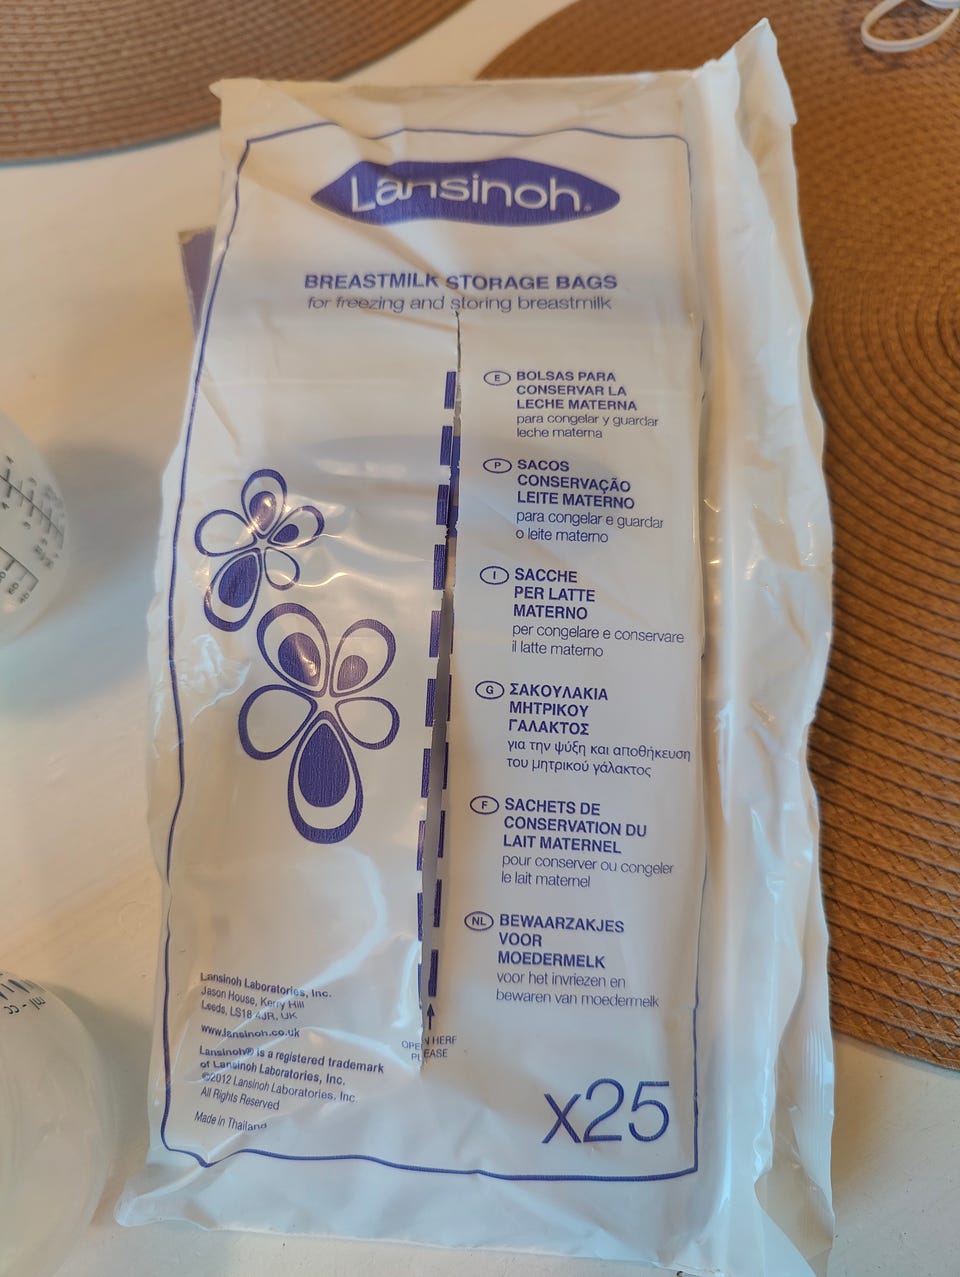 Lansinoh®
BREASTMILK STORAGE BAGS
for freezing and storing breastmilk
E BOLSAS PARA
CONSERVAR LA
LECHE MATERNA
para congelar y guardar
leche materna
P SACOS
CONSERVAÇÃO
LEITE MATERNO
para congelar e guardar
o leite materno
I SACCHE
PER LATTE
MATERNO
per congelare e conservare
il latte materno
G ΣΑΚΟΥΛΑΚΙΑ
ΜΗΤΡΙΚΟΥ
ΓΑΛΑΚΤΟΣ
για την ψύξη και αποθήκευση
του μητρικού γάλακτος
F SACHETS DE
CONSERVATION DU
LAIT MATERNEL
pour conserver ou congeler
le lait maternel
NL BEWAARZAKJES
VOOR
MOEDERMELK
voor het invriezen en
bewaren van moedermelk
OPEN HERE
PLEASE
Lansinoh Laboratories, Inc.
Jason House, Kerry Hill
Leeds, LS18 4JR, UK
www.lansinoh.co.uk
Lansinoh® is a registered trademark
of Lansinoh Laboratories, Inc.
©2012 Lansinoh Laboratories, Inc
All Rights Reserved
Made in Thailand
x25